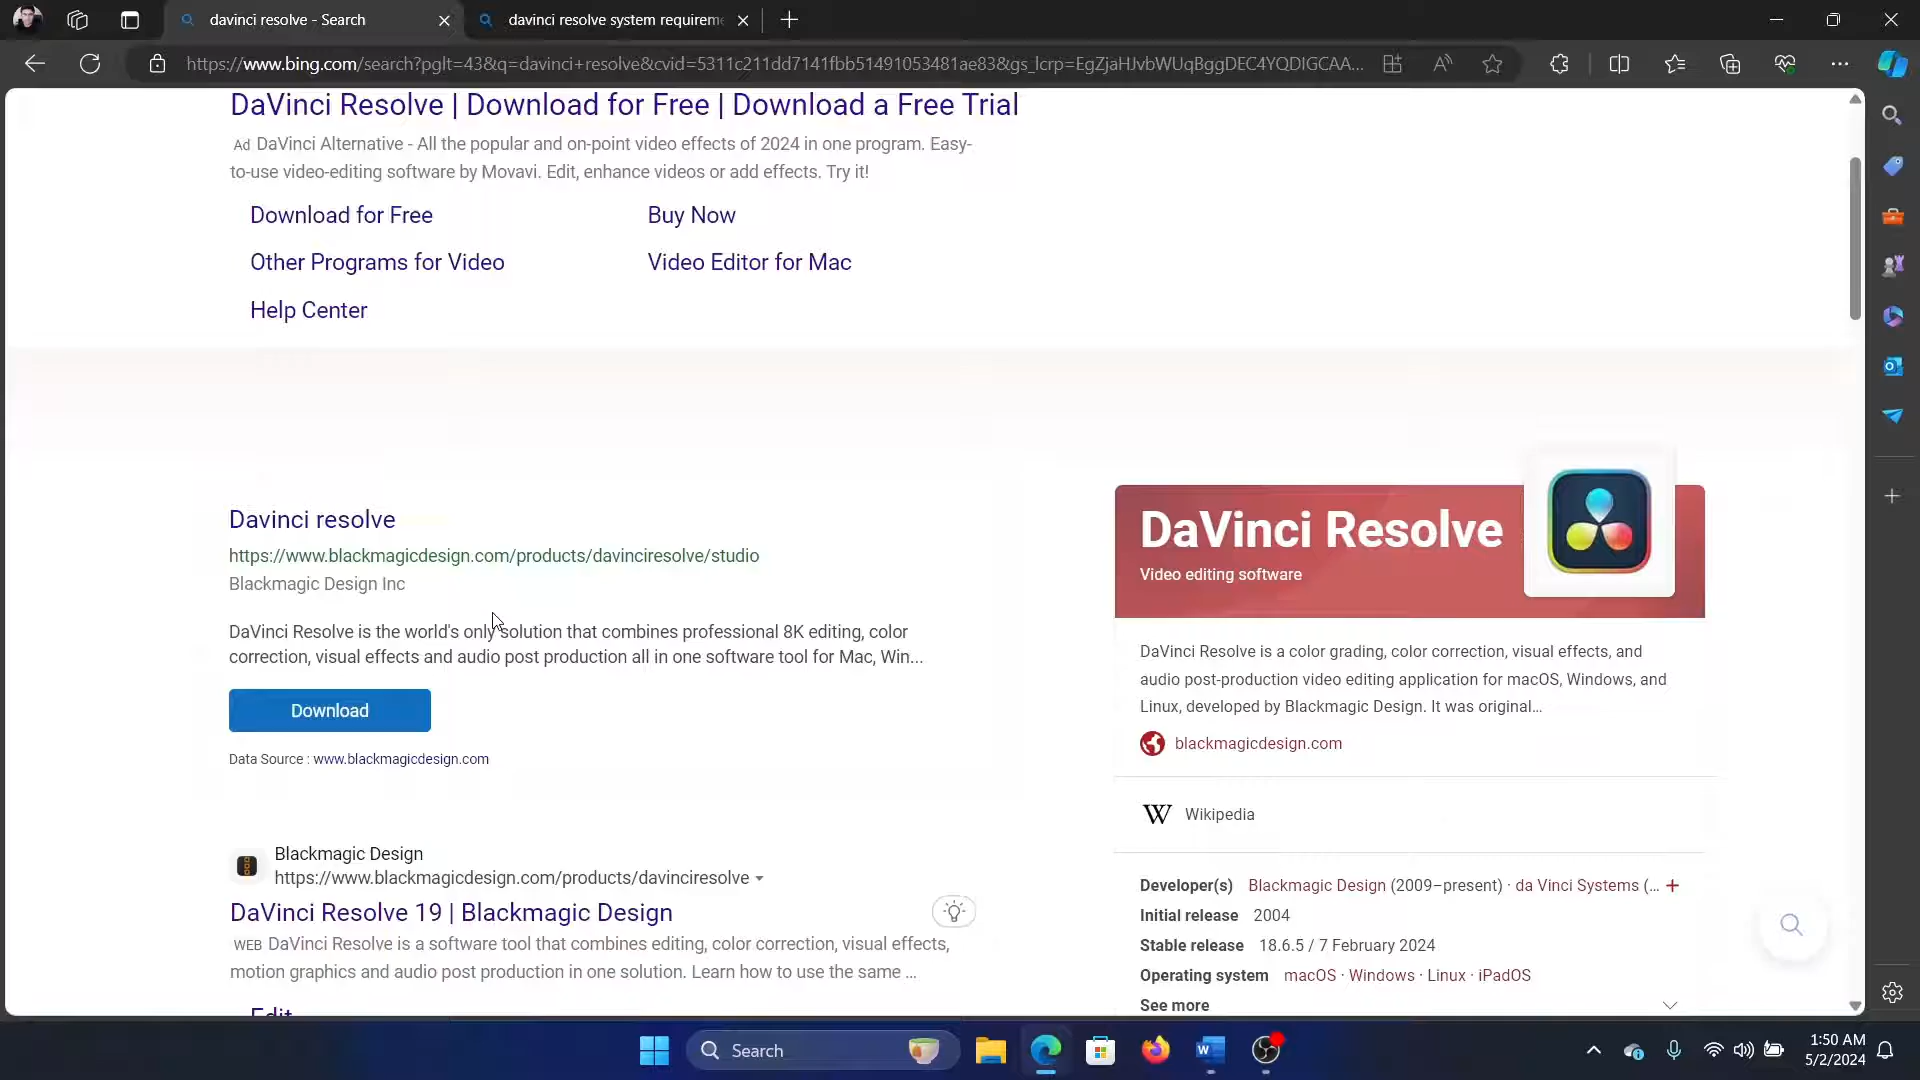 davinci resolve - Search
davinci resolve system requirem
https://www.bing.com/search?pglt=43&q=davinci+resolve&cvid=5311c211dd7141fbb51491053481ae83&gs_lcrp=EgZjaHJvbWUqBggDEC4YQDIGCAA...
DaVinci Resolve | Download for Free | Download a Free Trial
Ad DaVinci Alternative - All the popular and on-point video effects of 2024 in one program. Easy-
to-use video-editing software by Movavi. Edit, enhance videos or add effects. Try it!
Download for Free
Buy Now
Other Programs for Video
Video Editor for Mac
Help Center
Davinci resolve
https://www.blackmagicdesign.com/products/davinciresolve/studio
Blackmagic Design Inc
DaVinci Resolve is the world's only solution that combines professional 8K editing, color
correction, visual effects and audio post production all in one software tool for Mac, Win...
Download
Data Source : www.blackmagicdesign.com
Blackmagic Design
https://www.blackmagicdesign.com/products/davinciresolve
DaVinci Resolve 19 | Blackmagic Design
WEB DaVinci Resolve is a software tool that combines editing, color correction, visual effects,
motion graphics and audio post production in one solution. Learn how to use the same ...
Edit
DaVinci Resolve
Video editing software
DaVinci Resolve is a color grading, color correction, visual effects, and
audio post-production video editing application for macOS, Windows, and
Linux, developed by Blackmagic Design. It was original...
blackmagicdesign.com
W Wikipedia
Developer(s) Blackmagic Design (2009–present) · da Vinci Systems (... +
Initial release 2004
Stable release 18.6.5 / 7 February 2024
Operating system macOS · Windows · Linux · iPadOS
See more
Search
1:50 AM
5/2/2024